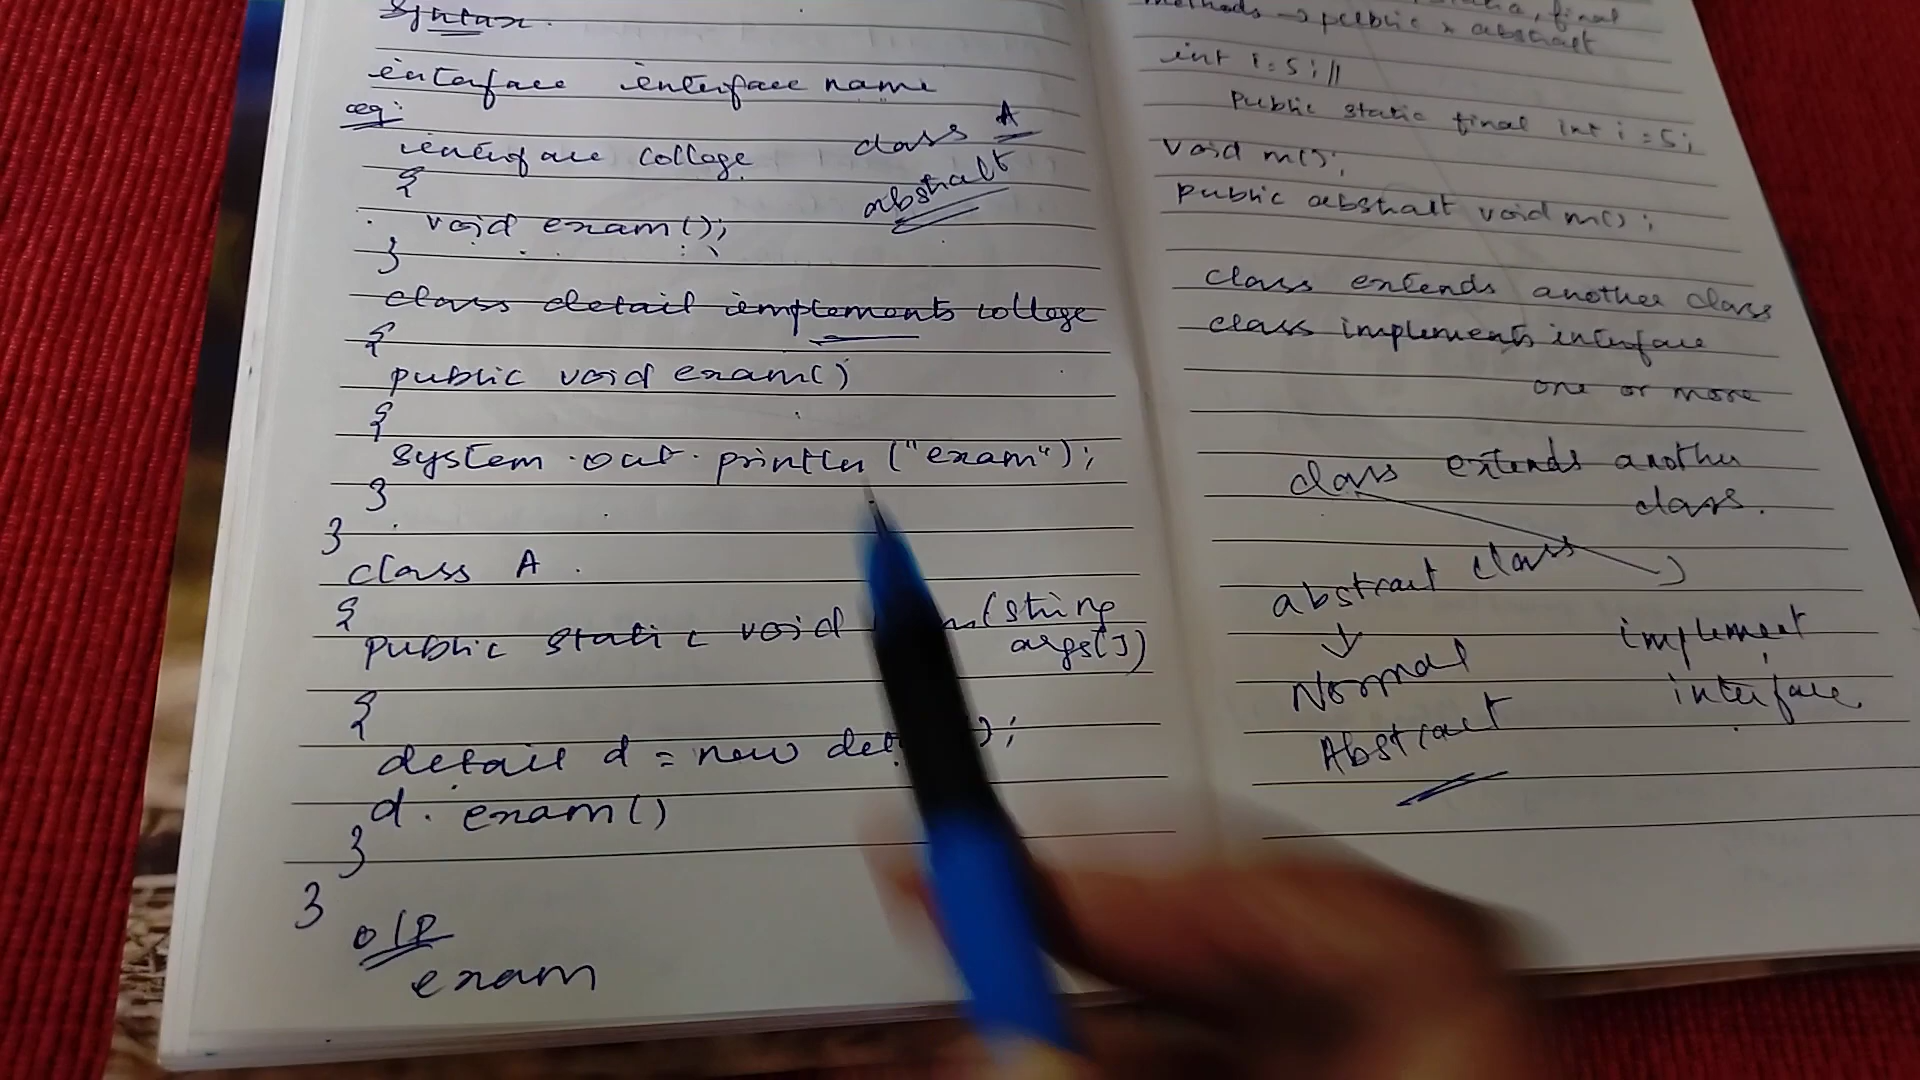 Syntax.
interface interface name
eg:
interface college
{
void exam();
}
class A
abstract
class detail implements college
{
public void exam()
{
System.out.println("exam");
}
}
class A
{
public static void (String
args[])
{
detail d = new
d. exam()
}
}
o/p
exam
final
methods → public & abstract
int i=5; //
Public static final int i=5;
void m();
public abstract void m();
class extends another class
class implements interface
one or more
class extends another
class.
abstract class
↓
Normal
Abstract
implement
interface